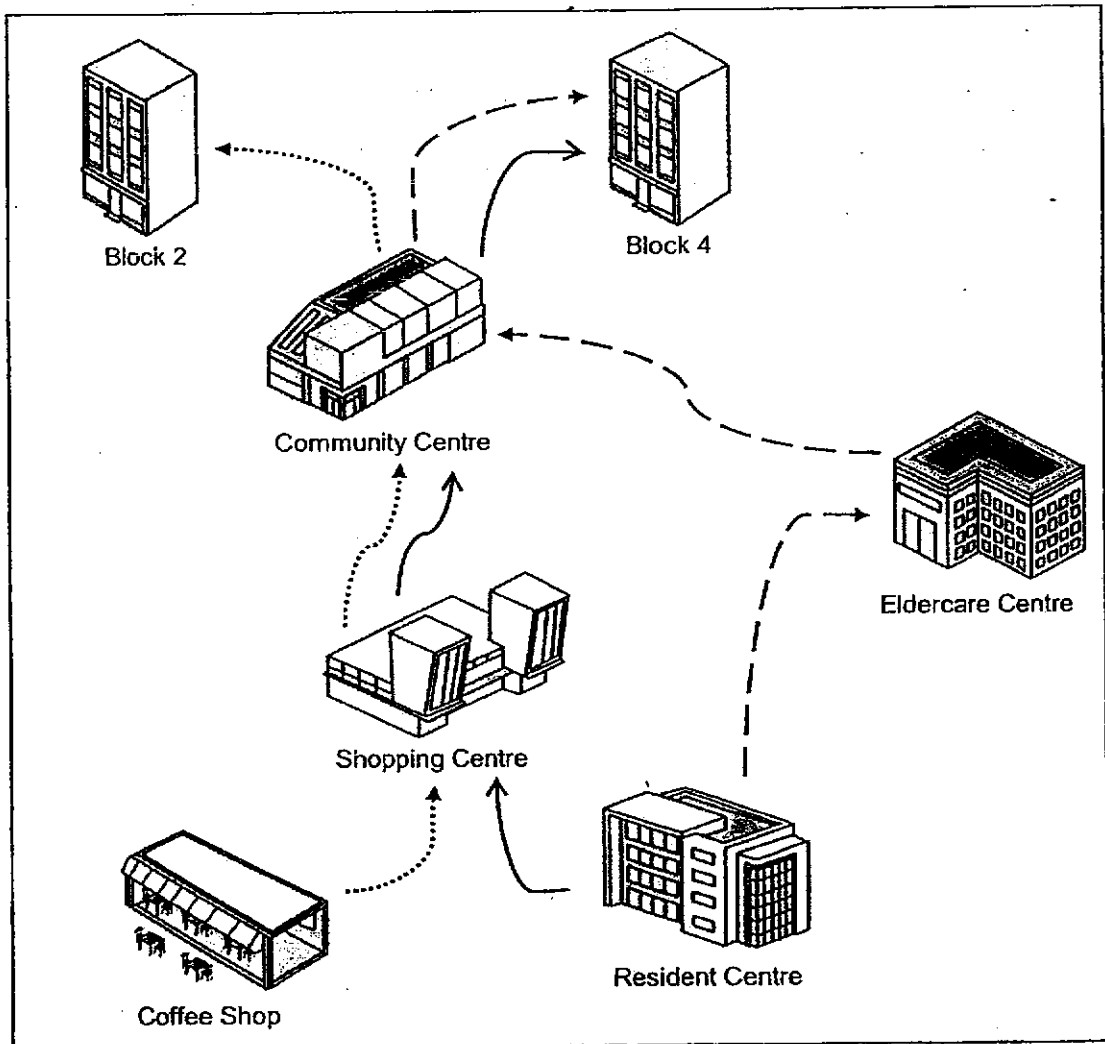 Block 2
Block 4
Community Centre
Eldercare Centre
Shopping Centre
Resident Centre
Coffee Shop